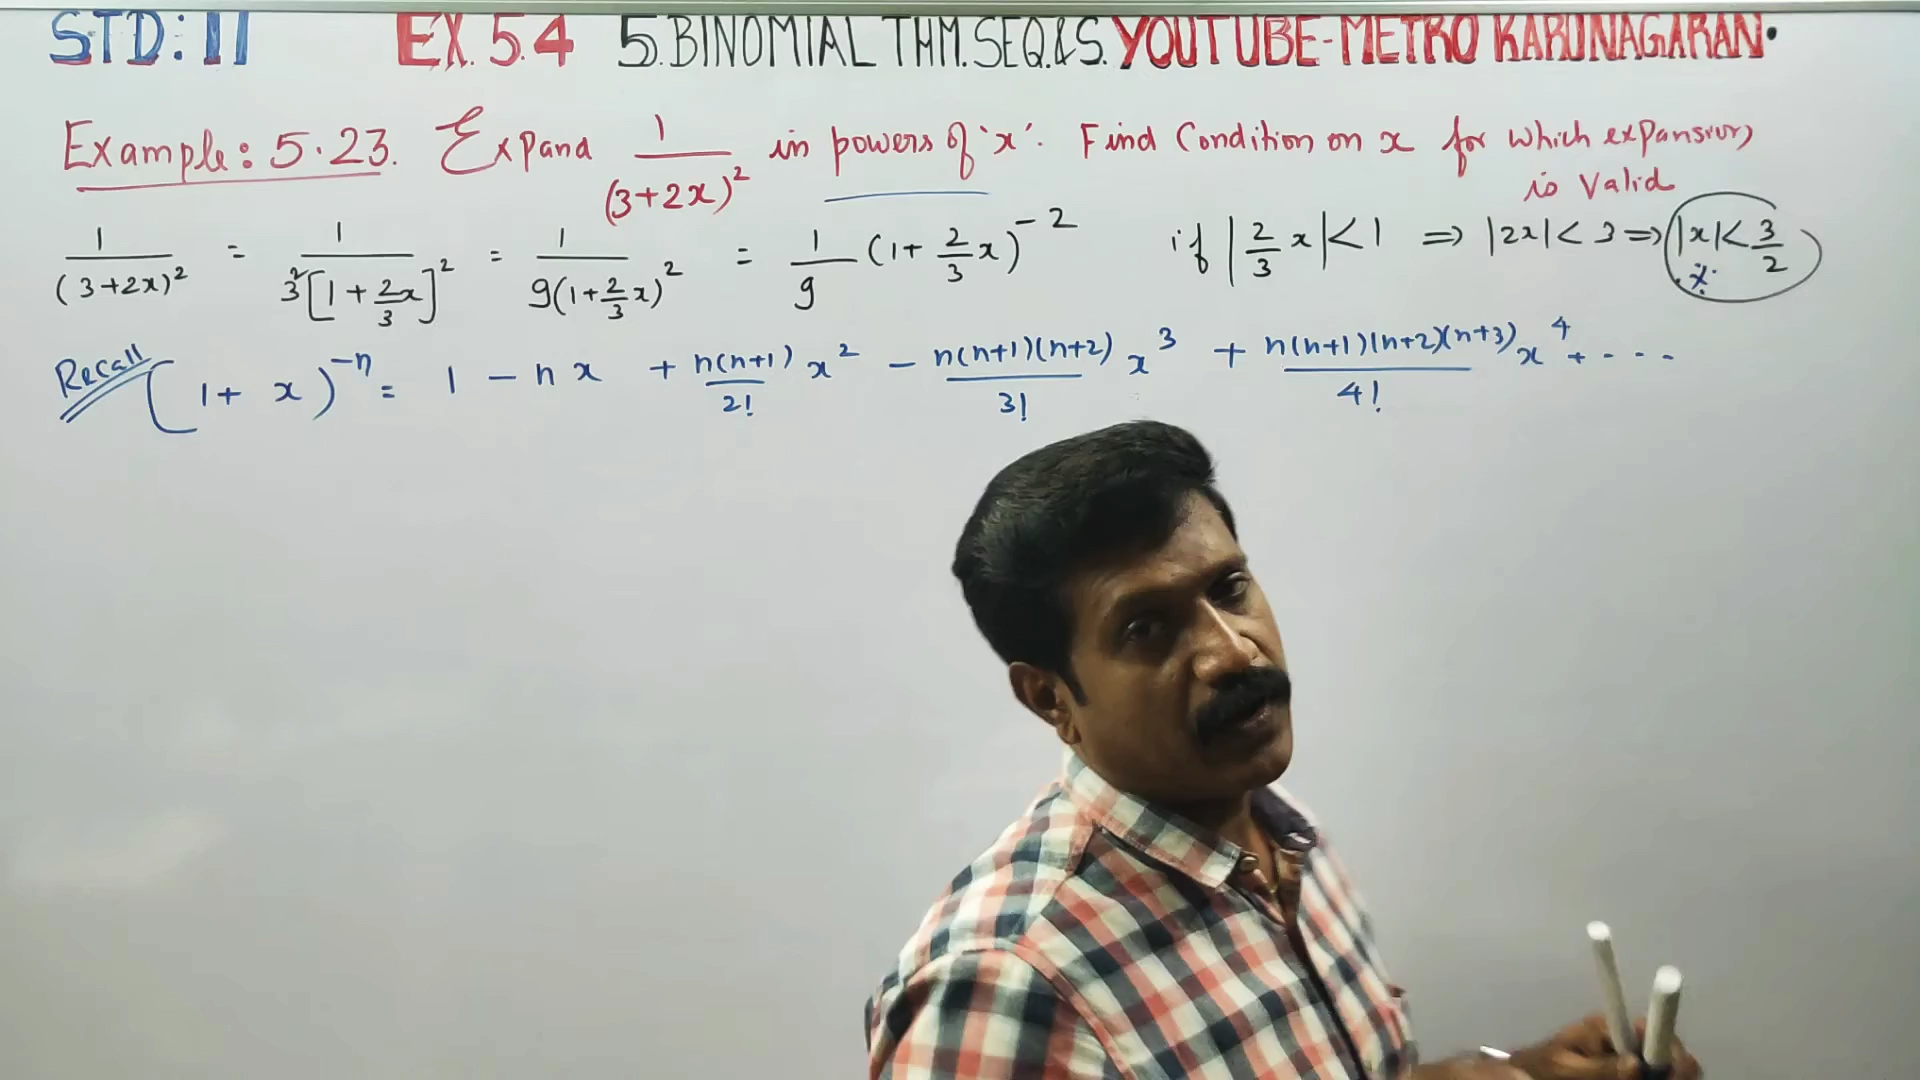 STD: 11 EX. 5.4 5.BINOMIAL THM.SEQ.&S. YOUTUBE-METRO KARUNAGARAN.
Example: 5.23. Expand 1/(3+2x)² in powers of 'x'. Find Condition on x for which expansion
is Valid
1/(3+2x)² = 1/3²[1+2x/3]² = 1/9(1+2/3 x)² = 1/9 (1+2/3 x)⁻² if |2/3 x|<1 ⇒ |2x|<3 ⇒ |x|<3/2
Recall (1+x)⁻ⁿ = 1 - nx + n(n+1)/2! x² - n(n+1)(n+2)/3! x³ + n(n+1)(n+2)(n+3)/4! x⁴ + ....